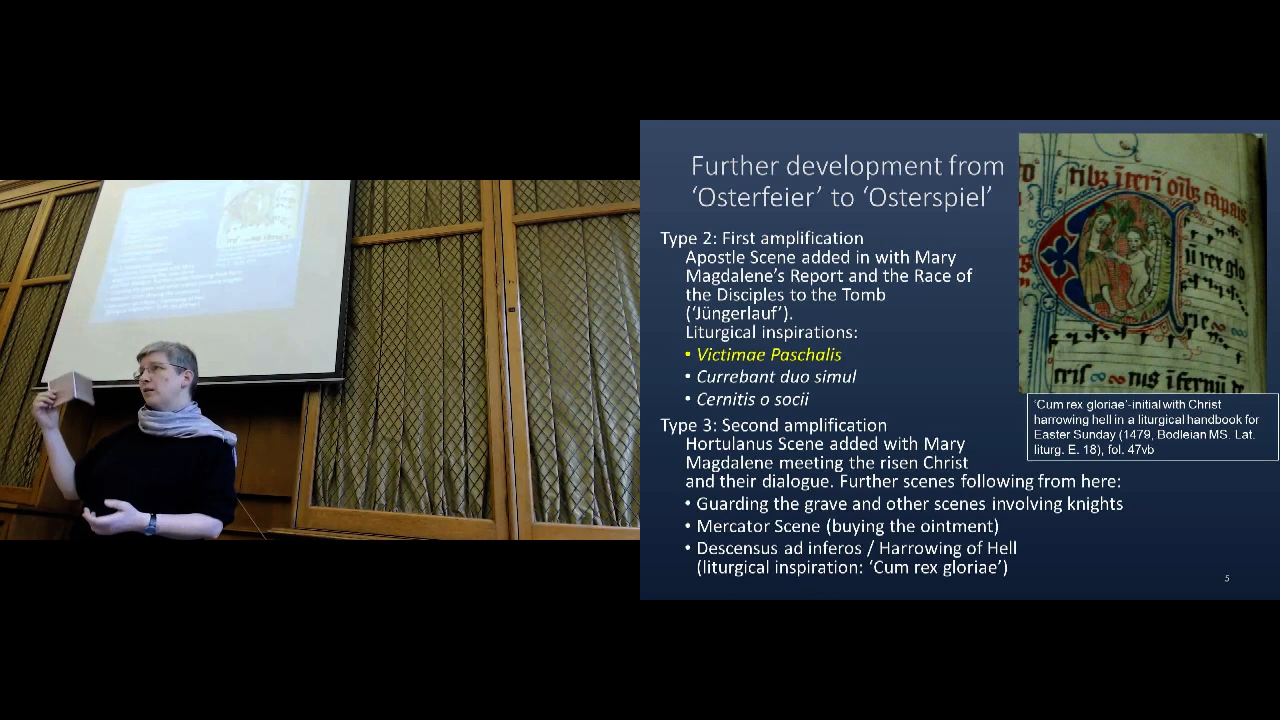 Further development from
‘Osterfeier’ to ‘Osterspiel’
Type 2: First amplification
Apostle Scene added in with Mary
Magdalene’s Report and the Race of
the Disciples to the Tomb
(‘Jüngerlauf’).
Liturgical inspirations:
• Victimae Paschalis
• Currebant duo simul
• Cernitis o socii
Type 3: Second amplification
Hortulanus Scene added with Mary
Magdalene meeting the risen Christ
and their dialogue. Further scenes following from here:
• Guarding the grave and other scenes involving knights
• Mercator Scene (buying the ointment)
• Descensus ad inferos / Harrowing of Hell
(liturgical inspiration: ‘Cum rex gloriae’)
‘Cum rex gloriae’-initial with Christ
harrowing hell in a liturgical handbook for
Easter Sunday (1479, Bodleian MS. Lat.
liturg. E. 18), fol. 47vb
5